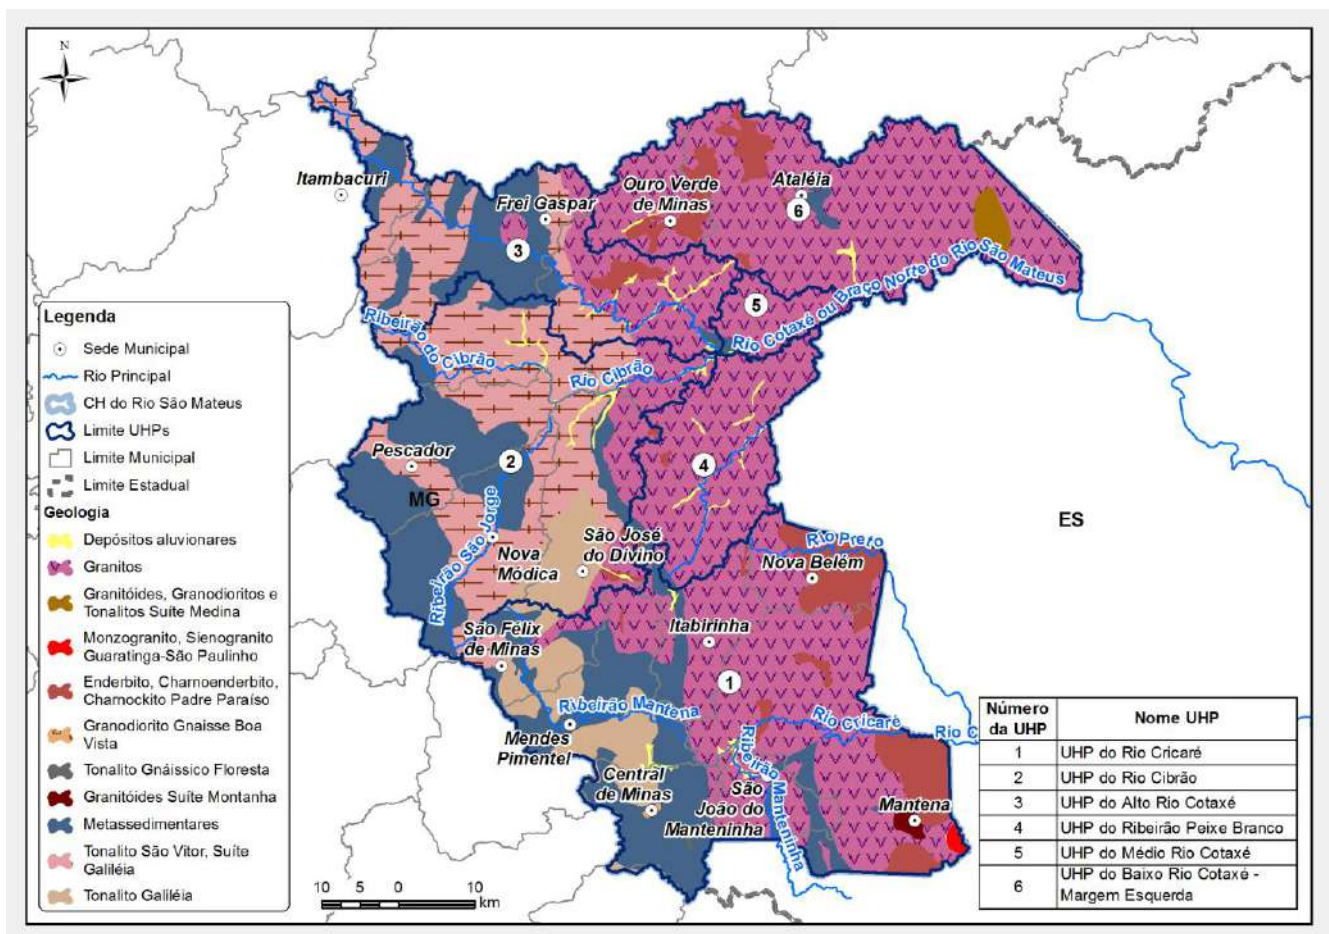 N
Itambacuri
Frei Gaspar
Ouro Verde
de Minas
Ataléia
6
3
5
Rio Cotaxé ou Braço Norte do Rio São Mateus
Ribeirão do Cibrão
Rio Cibrão
Pescador
2
4
MG
ES
Ribeirão São Jorge
Nova
Módica
São José
do Divino
Rio Preto
Nova Belém
São Félix
de Minas
Itabirinha
1
Ribeirão Mantena
Rio Cricaré
Rio C
Mendes
Pimentel
Central
de Minas
Ribeirão Manteninha
São
João do
Manteninha
Mantena
Legenda
Sede Municipal
Rio Principal
CH do Rio São Mateus
Limite UHPs
Limite Municipal
Limite Estadual
Geologia
Depósitos aluvionares
Granitos
Granitóides, Granodioritos e
Tonalitos Suíte Medina
Monzogranito, Sienogranito
Guaratinga-São Paulinho
Enderbito, Charnoenderbito,
Charnockito Padre Paraíso
Granodiorito Gnaisse Boa
Vista
Tonalito Gnáissico Floresta
Granitóides Suíte Montanha
Metassedimentares
Tonalito São Vitor, Suíte
Galiléia
Tonalito Galiléia
10 5 0 10
km
Número da UHP Nome UHP
1 UHP do Rio Cricaré
2 UHP do Rio Cibrão
3 UHP do Alto Rio Cotaxé
4 UHP do Ribeirão Peixe Branco
5 UHP do Médio Rio Cotaxé
6 UHP do Baixo Rio Cotaxé -
Margem Esquerda